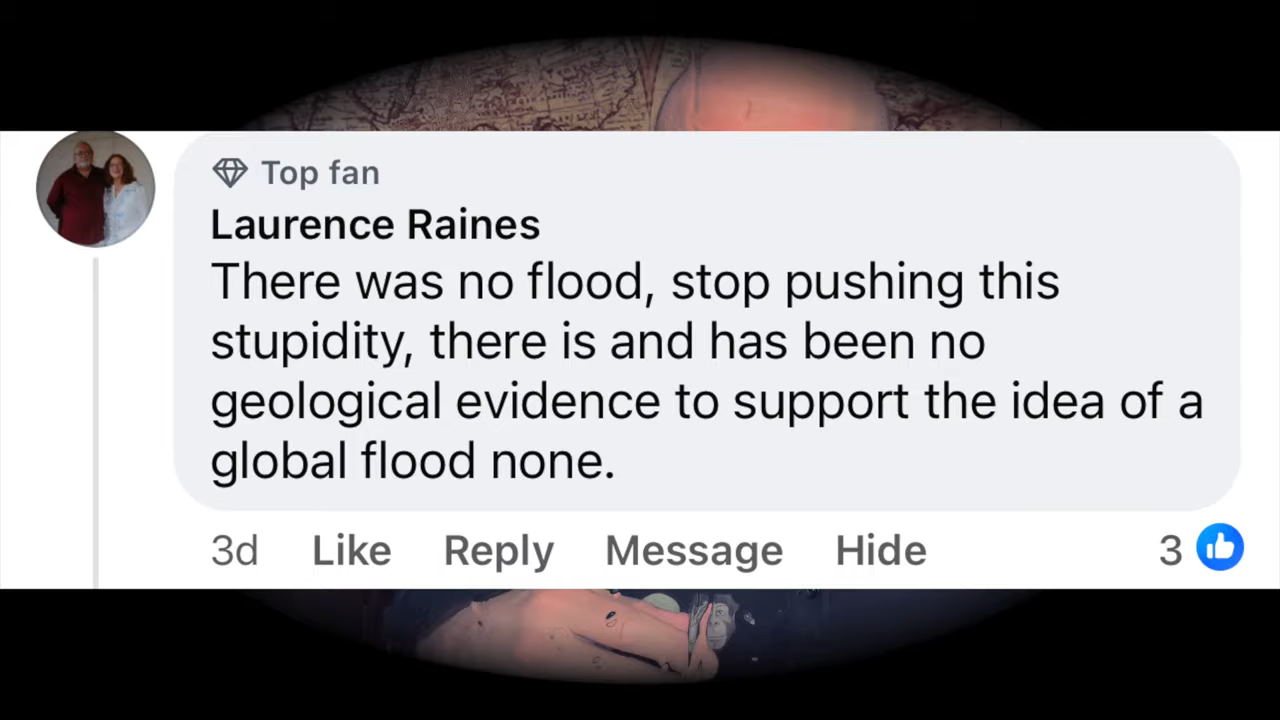 Top fan
Laurence Raines
There was no flood, stop pushing this
stupidity, there is and has been no
geological evidence to support the idea of a
global flood none.
3d Like Reply Message Hide 3